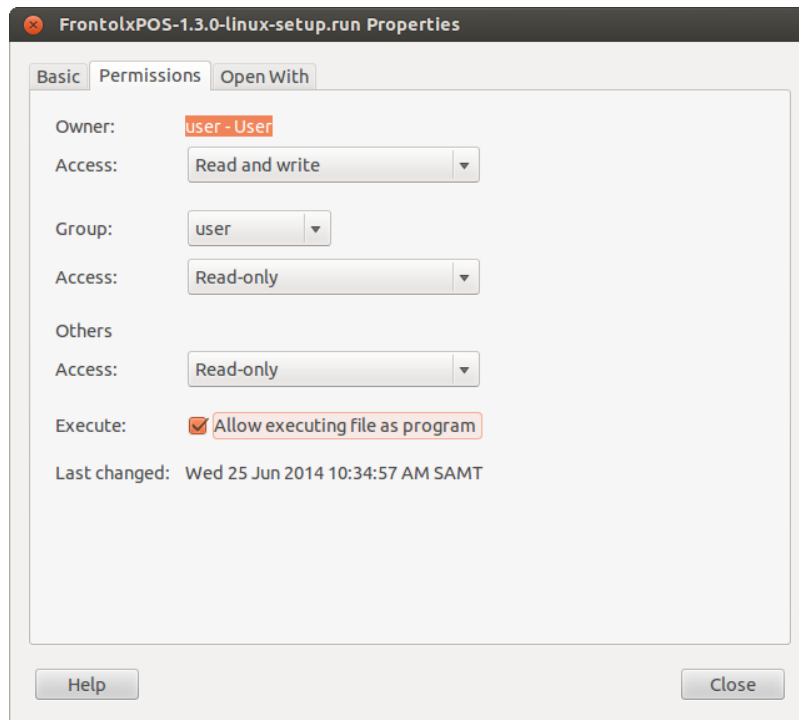 FrontolxPOS-1.3.0-linux-setup.run Properties
Basic Permissions Open With
Owner: user - User
Access: Read and write
Group: user
Access: Read-only
Others
Access: Read-only
Execute: Allow executing file as program
Last changed: Wed 25 Jun 2014 10:34:57 AM SAMT
Help Close